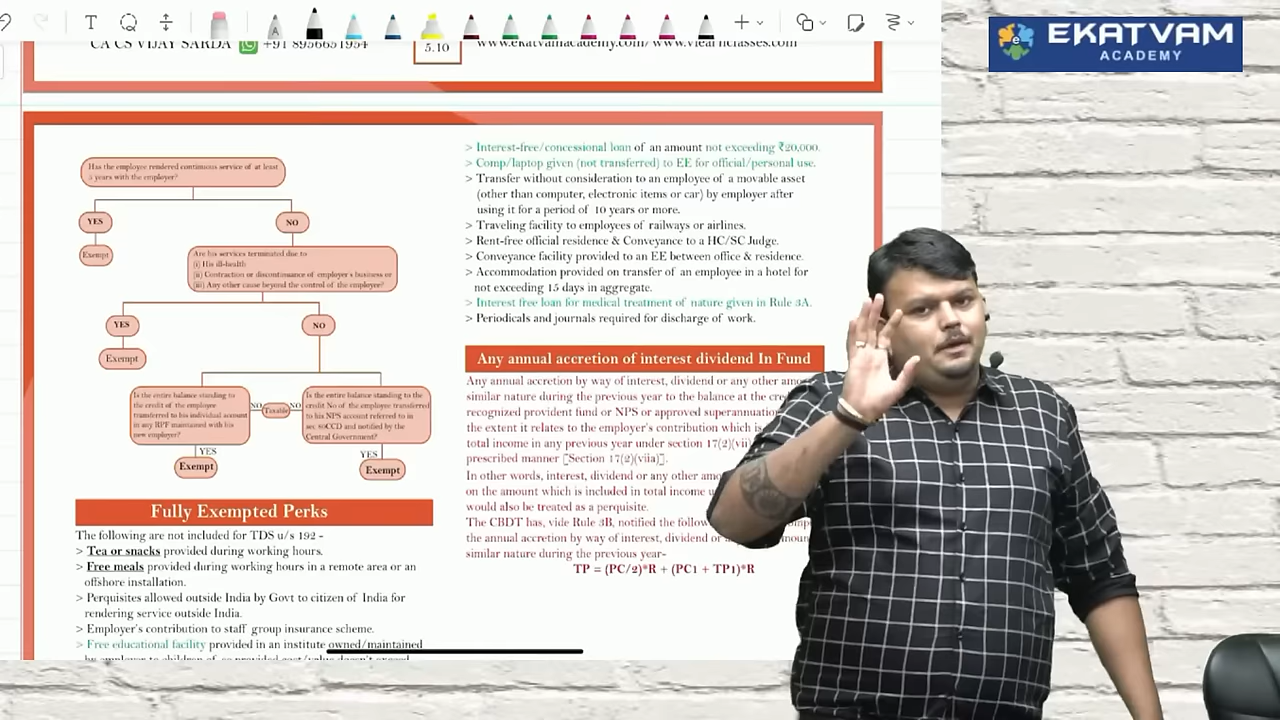 EKATVAM
ACADEMY
CA CS VIJAY SARDA +91 8956651954
5.10
www.ekatvamacademy.com/ www.vlearnclasses.com
Has the employee rendered continuous service of at least
5 years with the employer?
YES
NO
Exempt
Are his services terminated due to
(i) His ill-health
(ii) Contraction or discontinuance of employer's business or
(iii) Any other cause beyond the control of the employee?
YES
NO
Exempt
Is the entire balance standing to
the credit of the employee
transferred to his individual account
in any RPF maintained with his
new employer?
NO
Taxable
NO
Is the entire balance standing to the
credit No of the employee transferred
to his NPS account referred to in
sec 80CCD and notified by the
Central Government?
YES
Exempt
YES
Exempt
Fully Exempted Perks
The following are not included for TDS u/s 192 -
> Tea or snacks provided during working hours.
> Free meals provided during working hours in a remote area or an
offshore installation.
> Perquisites allowed outside India by Govt to citizen of India for
rendering service outside India.
> Employer's contribution to staff group insurance scheme.
> Free educational facility provided in an institute owned/maintained
> Interest-free/concessional loan of an amount not exceeding ₹20,000.
> Comp/laptop given (not transferred) to EE for official/personal use.
> Transfer without consideration to an employee of a movable asset
(other than computer, electronic items or car) by employer after
using it for a period of 10 years or more.
> Traveling facility to employees of railways or airlines.
> Rent-free official residence & Conveyance to a HC/SC Judge.
> Conveyance facility provided to an EE between office & residence.
> Accommodation provided on transfer of an employee in a hotel for
not exceeding 15 days in aggregate.
> Interest free loan for medical treatment of nature given in Rule 3A.
> Periodicals and journals required for discharge of work.
Any annual accretion of interest dividend In Fund
Any annual accretion by way of interest, dividend or any other
similar nature during the previous year to the balance at the
recognized provident fund or NPS or approved superannuation
the extent it relates to the employer's contribution which is
total income in any previous year under section 17(2)(vii)
prescribed manner [Section 17(2)(viia)].
In other words, interest, dividend or any other
on the amount which is included in total income
would also be treated as a perquisite.
The CBDT has, vide Rule 3B, notified the
the annual accretion by way of interest, dividend or
similar nature during the previous year-
TP = (PC/2)*R + (PC1 + TP1)*R